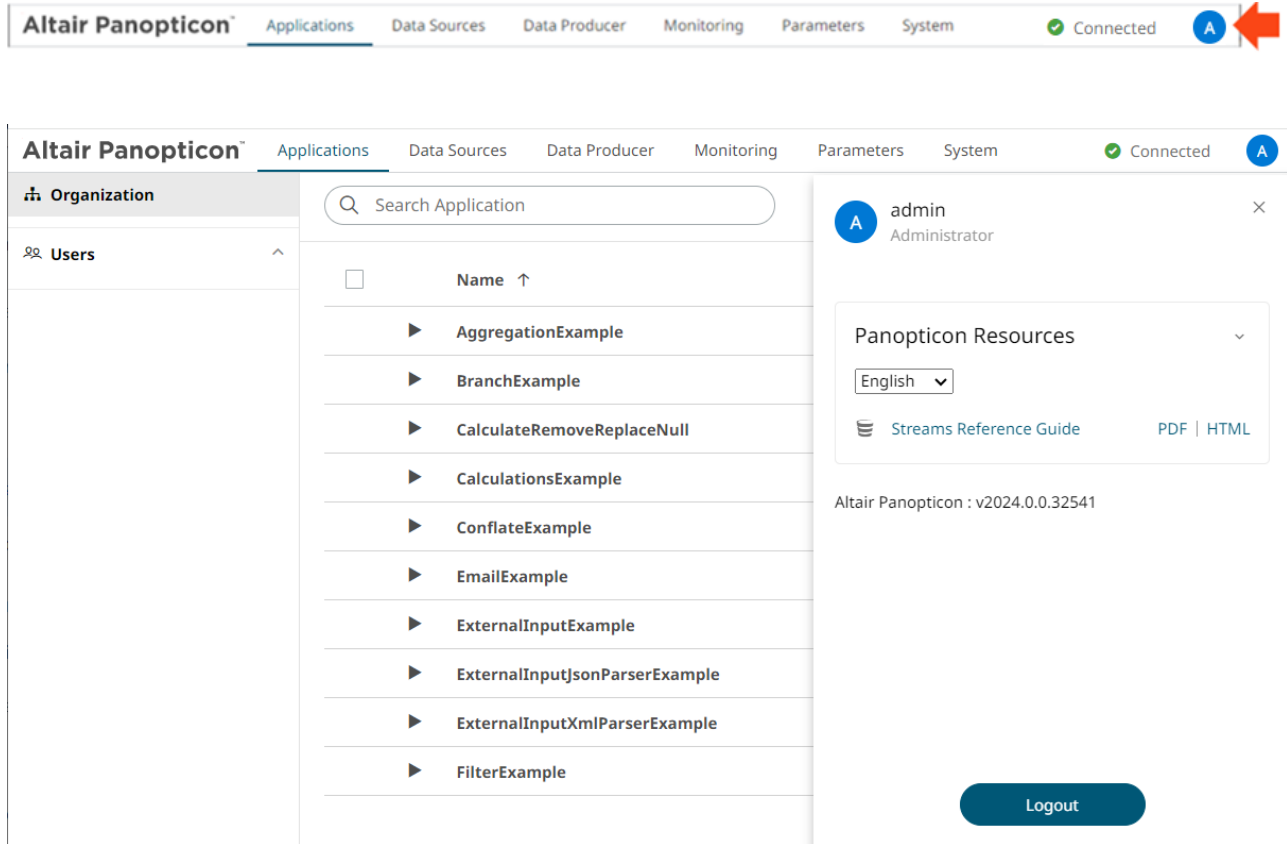 Altair Panopticon™ Applications Data Sources Data Producer Monitoring Parameters System Connected A
Altair Panopticon™ Applications Data Sources Data Producer Monitoring Parameters System Connected A
Organization
Users
Search Application
Name ↑
AggregationExample
BranchExample
CalculateRemoveReplaceNull
CalculationsExample
ConflateExample
EmailExample
ExternalInputExample
ExternalInputJsonParserExample
ExternalInputXmlParserExample
FilterExample
A admin
Administrator
Panopticon Resources
English
Streams Reference Guide PDF | HTML
Altair Panopticon : v2024.0.0.32541
Logout